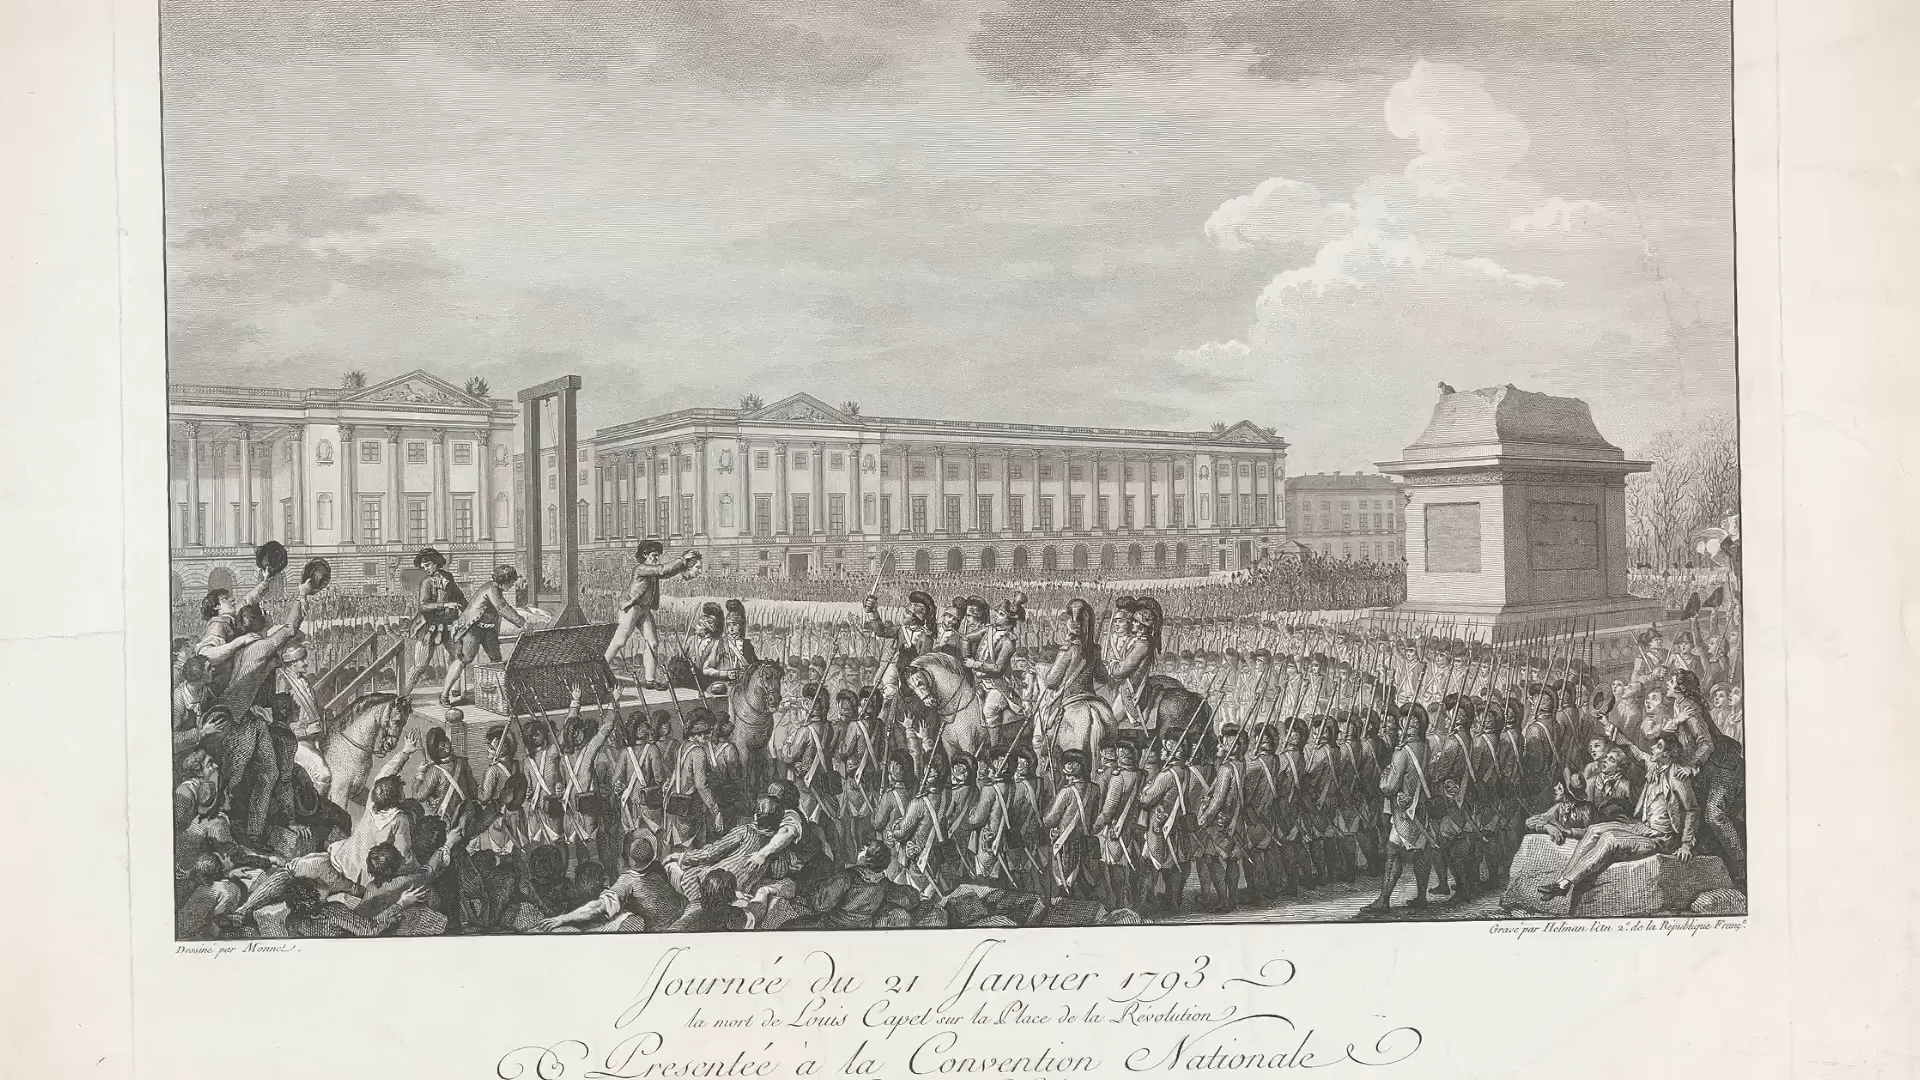 Dessiné par Monnet.
Gravé par Helman l'an 2.e de la République Franç.e
Journée du 21 Janvier 1793
la mort de Louis Capet sur la Place de la Révolution
Presentée à la Convention Nationale